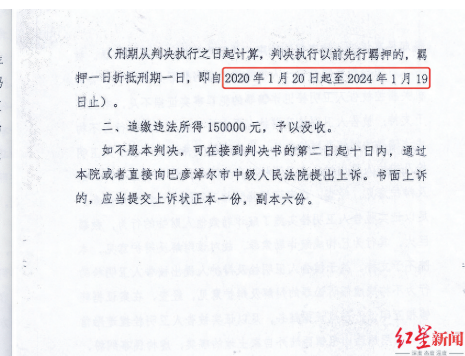 （刑期从判决执行之日起计算，判决执行以前先行羁押的，羁
押一日折抵刑期一日，即自2020年1月20日起至2024年1月19
日止）。
二、追缴违法所得150000元，予以没收。
如不服本判决，可在接到判决书的第二日起十日内，通过
本院或者直接向巴彦淖尔市中级人民法院提出上诉。书面上诉
的，应当提交上诉状正本一份，副本六份。
红星新闻